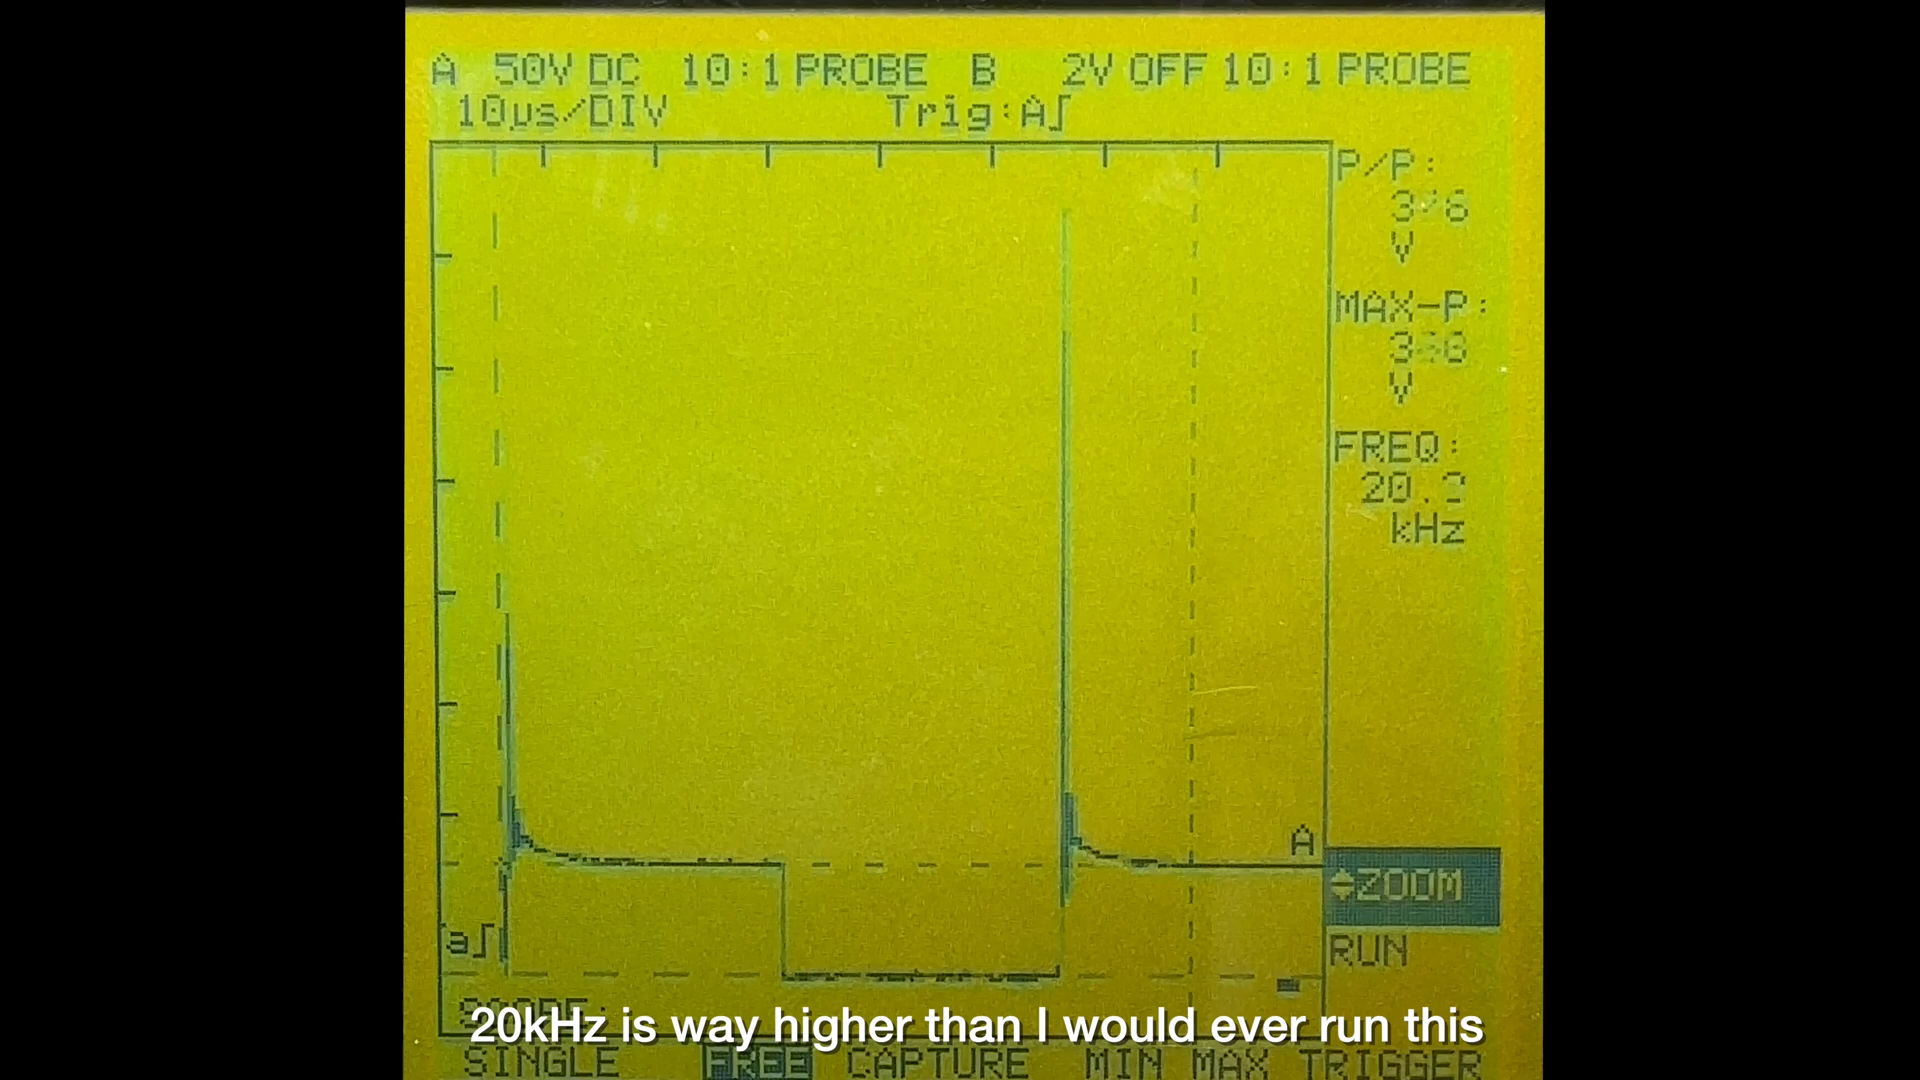 A 50V DC 10:1 PROBE B 2V OFF 10:1 PROBE
10µs/DIV Trig:A∫
P/P:
V
MAX-P:
V
FREQ:
kHz
A
ZOOM
RUN
20kHz is way higher than I would ever run this
SINGLE FREE CAPTURE MIN MAX TRIGGER